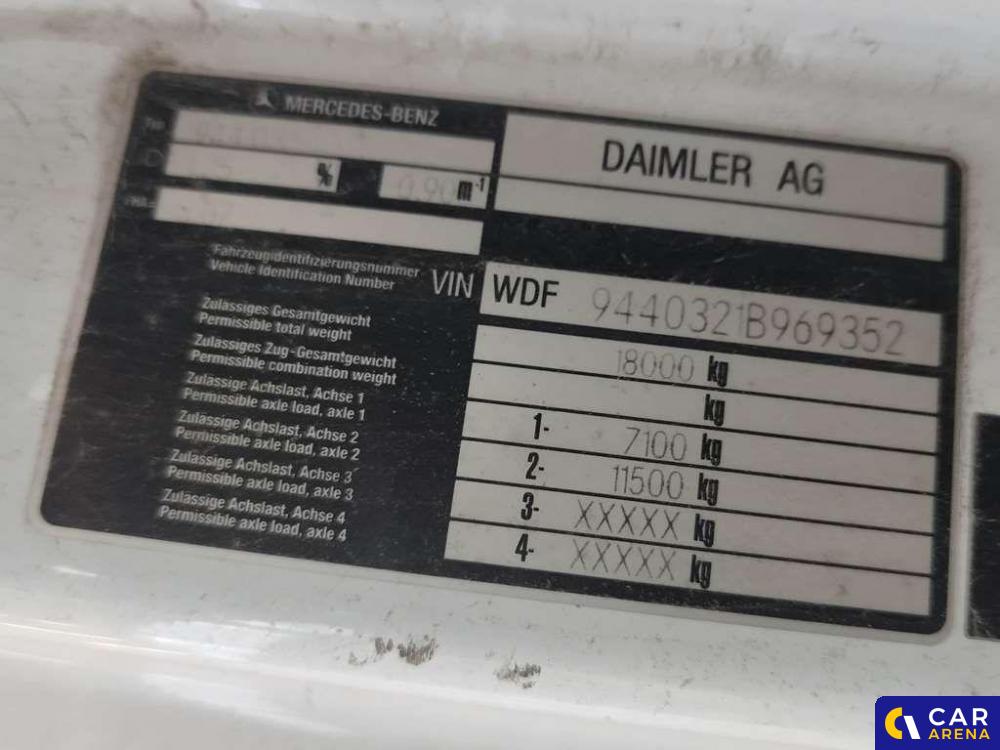 MERCEDES-BENZ
DAIMLER AG
Typ
%
0.90 m⁻¹
Fahrzeugidentifizierungsnummer
Vehicle Identification Number
VIN WDF 9440321B969352
Zulässiges Gesamtgewicht
Permissible total weight
18000 kg
Zulässiges Zug-Gesamtgewicht
Permissible combination weight
kg
Zulässige Achslast, Achse 1
Permissible axle load, axle 1
1- 7100 kg
Zulässige Achslast, Achse 2
Permissible axle load, axle 2
2- 11500 kg
Zulässige Achslast, Achse 3
Permissible axle load, axle 3
3- XXXXX kg
Zulässige Achslast, Achse 4
Permissible axle load, axle 4
4- XXXXX kg
CAR
ARENA